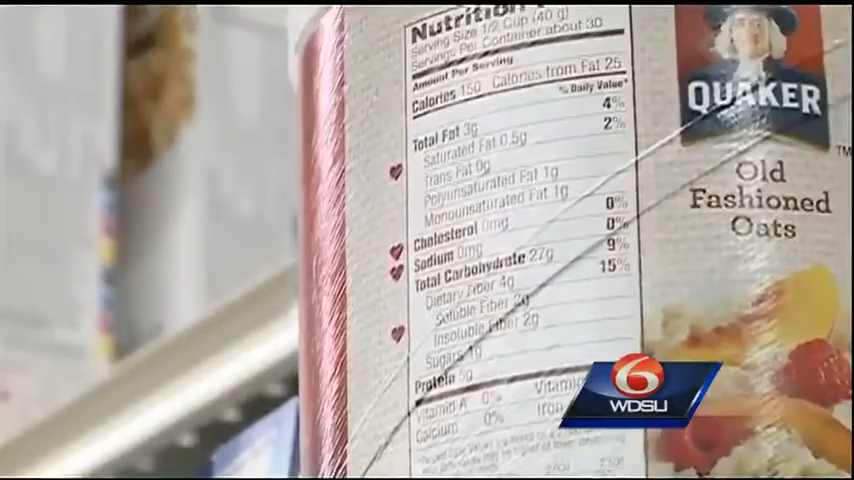 Nutrition
Serving Size 1/2 Cup (40 g)
Servings Per Container about 30
Amount Per Serving
Calories 150 Calories from Fat 25
% Daily Value*
Total Fat 3g 4%
Saturated Fat 0.5g 2%
Trans Fat 0g
Polyunsaturated Fat 1g
Monounsaturated Fat 1g
Cholesterol 0mg 0%
Sodium 0mg 0%
Total Carbohydrate 27g 9%
Dietary Fiber 4g 15%
Soluble Fiber 2g
Insoluble Fiber 2g
Sugars 1g
Protein 5g
Vitamin A 0% Vitamin
Calcium 0% Iron
QUAKER
TM
Old
Fashioned
Oats
6
WDSU